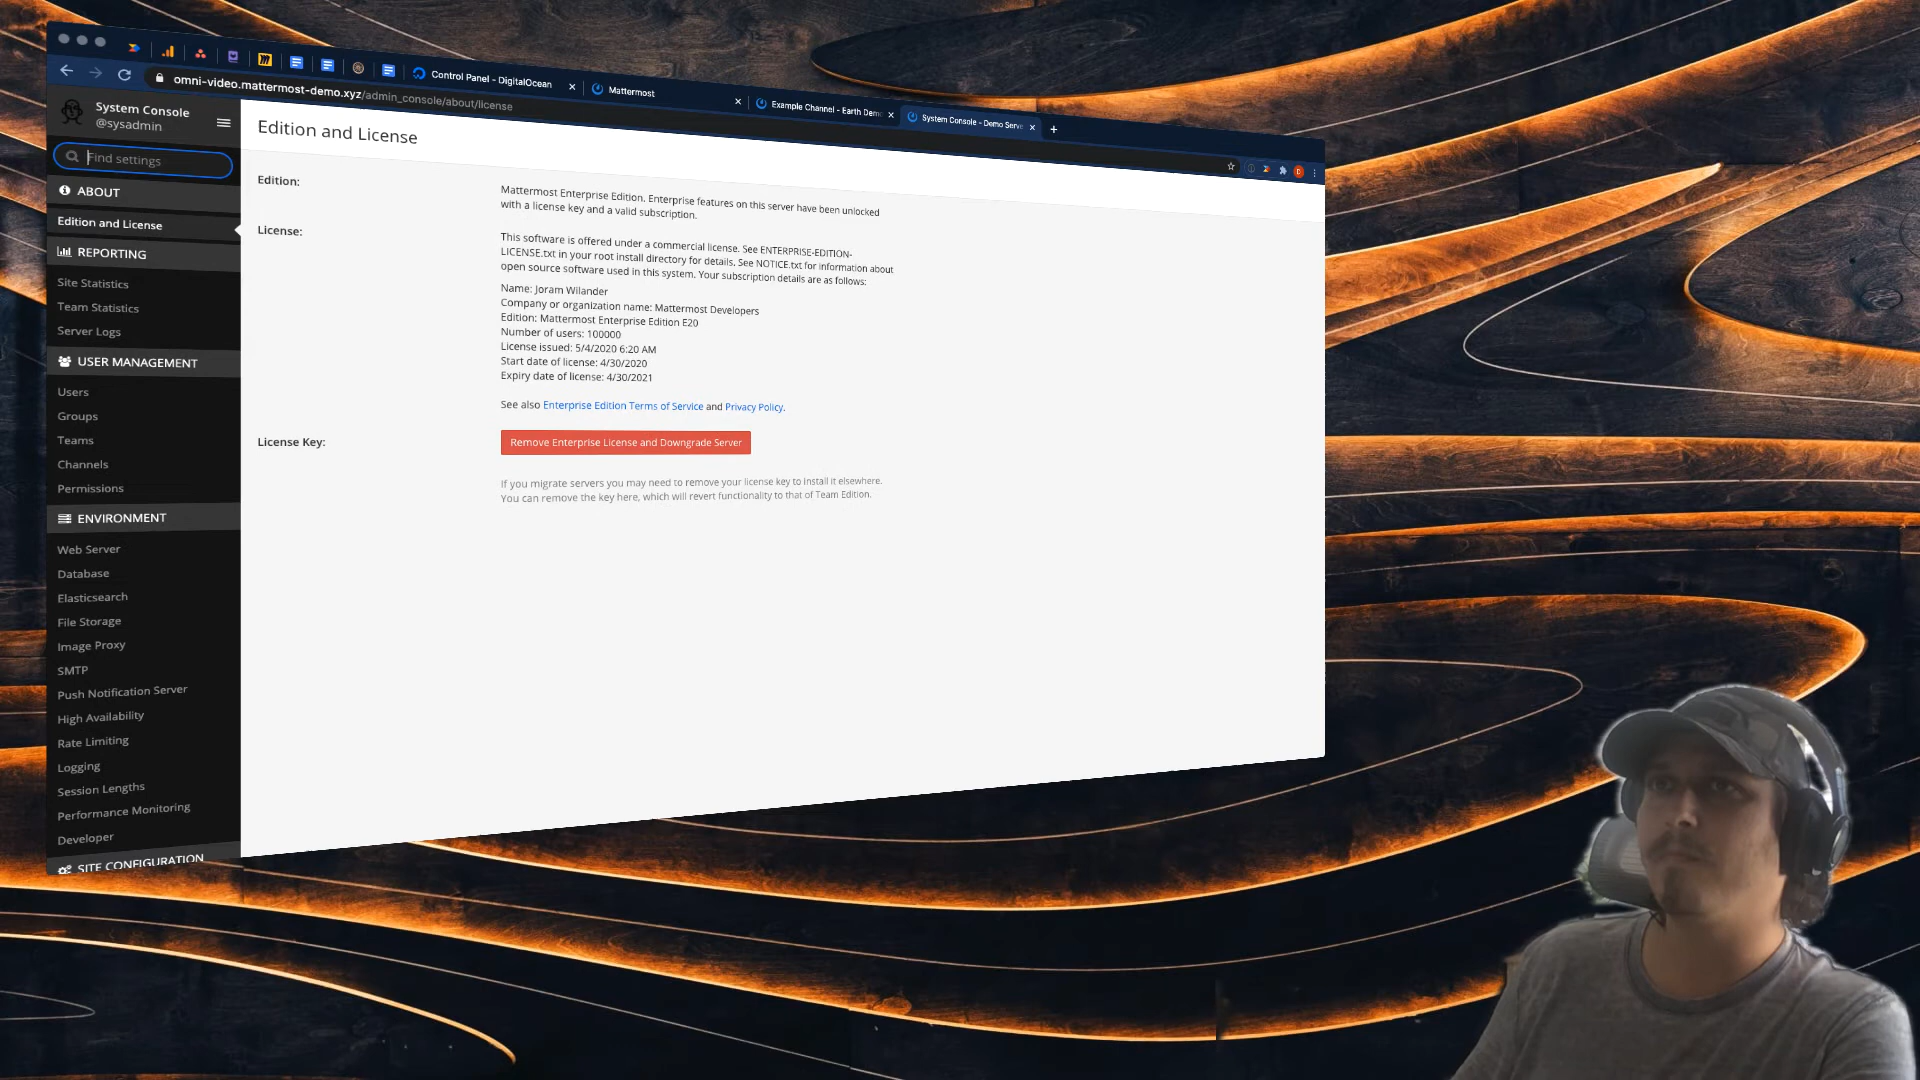 Control Panel - DigitalOcean
Mattermost
Example Channel - Earth Demo
System Console - Demo Serve
omni-video.mattermost-demo.xyz/admin_console/about/license
System Console
@sysadmin
Find settings
ABOUT
Edition and License
REPORTING
Site Statistics
Team Statistics
Server Logs
USER MANAGEMENT
Users
Groups
Teams
Channels
Permissions
ENVIRONMENT
Web Server
Database
Elasticsearch
File Storage
Image Proxy
SMTP
Push Notification Server
High Availability
Rate Limiting
Logging
Session Lengths
Performance Monitoring
Developer
SITE CONFIGURATION
Edition and License
Edition:
Mattermost Enterprise Edition. Enterprise features on this server have been unlocked
with a license key and a valid subscription.
License:
This software is offered under a commercial license. See ENTERPRISE-EDITION-
LICENSE.txt in your root install directory for details. See NOTICE.txt for information about
open source software used in this system. Your subscription details are as follows:
Name: Joram Wilander
Company or organization name: Mattermost Developers
Edition: Mattermost Enterprise Edition E20
Number of users: 100000
License issued: 5/4/2020 6:20 AM
Start date of license: 4/30/2020
Expiry date of license: 4/30/2021
See also Enterprise Edition Terms of Service and Privacy Policy.
License Key:
Remove Enterprise License and Downgrade Server
If you migrate servers you may need to remove your license key to install it elsewhere.
You can remove the key here, which will revert functionality to that of Team Edition.